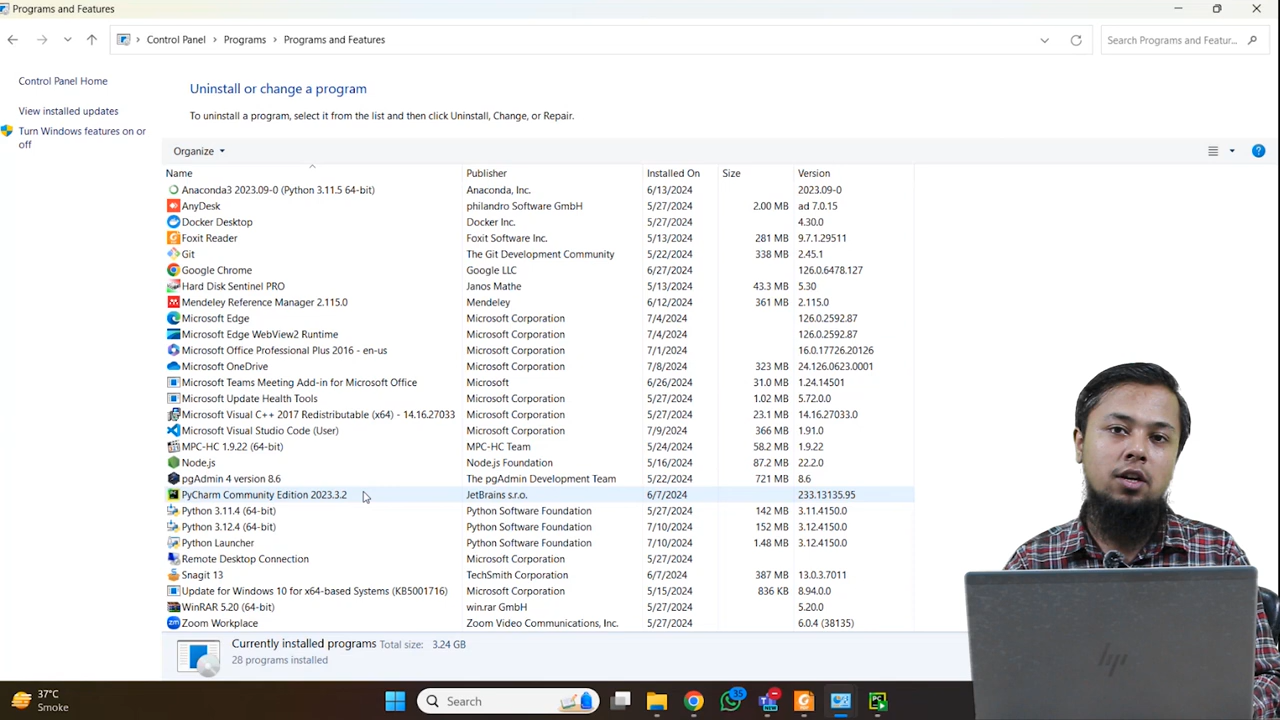 Programs and Features
Control Panel > Programs > Programs and Features
Search Programs and Featur...
Control Panel Home
View installed updates
Turn Windows features on or
off
Uninstall or change a program
To uninstall a program, select it from the list and then click Uninstall, Change, or Repair.
Organize
Name Publisher Installed On Size Version
Anaconda3 2023.09-0 (Python 3.11.5 64-bit) Anaconda, Inc. 6/13/2024 2023.09-0
AnyDesk philandro Software GmbH 5/27/2024 2.00 MB ad 7.0.15
Docker Desktop Docker Inc. 5/27/2024 4.30.0
Foxit Reader Foxit Software Inc. 5/13/2024 281 MB 9.7.1.29511
Git The Git Development Community 5/22/2024 338 MB 2.45.1
Google Chrome Google LLC 6/27/2024 126.0.6478.127
Hard Disk Sentinel PRO Janos Mathe 5/13/2024 43.3 MB 5.30
Mendeley Reference Manager 2.115.0 Mendeley 6/12/2024 361 MB 2.115.0
Microsoft Edge Microsoft Corporation 7/4/2024 126.0.2592.87
Microsoft Edge WebView2 Runtime Microsoft Corporation 7/4/2024 126.0.2592.87
Microsoft Office Professional Plus 2016 - en-us Microsoft Corporation 7/1/2024 16.0.17726.20126
Microsoft OneDrive Microsoft Corporation 7/8/2024 323 MB 24.126.0623.0001
Microsoft Teams Meeting Add-in for Microsoft Office Microsoft 6/26/2024 31.0 MB 1.24.14501
Microsoft Update Health Tools Microsoft Corporation 5/27/2024 1.02 MB 5.72.0.0
Microsoft Visual C++ 2017 Redistributable (x64) - 14.16.27033 Microsoft Corporation 5/27/2024 23.1 MB 14.16.27033.0
Microsoft Visual Studio Code (User) Microsoft Corporation 7/9/2024 366 MB 1.91.0
MPC-HC 1.9.22 (64-bit) MPC-HC Team 5/24/2024 58.2 MB 1.9.22
Node.js Node.js Foundation 5/16/2024 87.2 MB 22.2.0
pgAdmin 4 version 8.6 The pgAdmin Development Team 5/22/2024 721 MB 8.6
PyCharm Community Edition 2023.3.2 JetBrains s.r.o. 6/7/2024 233.13135.95
Python 3.11.4 (64-bit) Python Software Foundation 6/7/2024 142 MB 3.11.4150.0
Python 3.12.4 (64-bit) Python Software Foundation 7/10/2024 152 MB 3.12.4150.0
Python Launcher Python Software Foundation 7/10/2024 1.48 MB 3.12.4150.0
Remote Desktop Connection Microsoft Corporation 5/27/2024
Snagit 13 TechSmith Corporation 6/7/2024 387 MB 13.0.3.7011
Update for Windows 10 for x64-based Systems (KB5001716) Microsoft Corporation 5/15/2024 836 KB 8.94.0.0
WinRAR 5.20 (64-bit) win.rar GmbH 5/27/2024 5.20.0
Zoom Workplace Zoom Video Communications, Inc. 5/27/2024 6.0.4 (38135)
Currently installed programs Total size: 3.24 GB
28 programs installed
37°C
Smoke
Search
35
hp